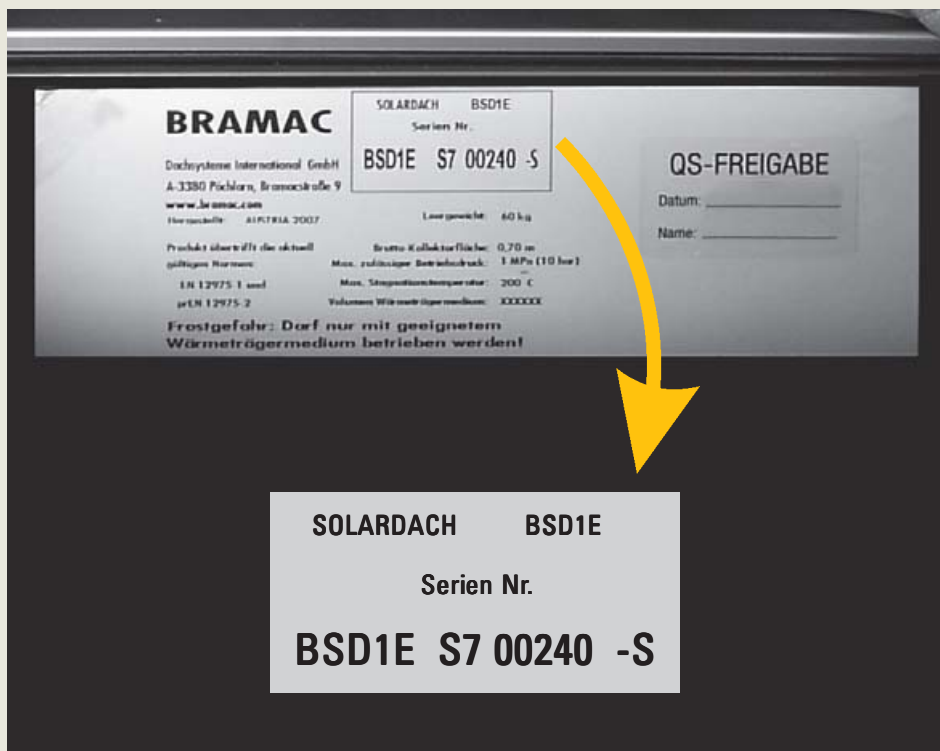 BRAMAC
Dachsysteme International GmbH
A-3380 Pöchlarn, Bramacstraße 9
www.bramac.com
Herstellt: AUSTRIA 2007
Produkt übertrifft die aktuell
gültigen Normen:
EN 12975-1 und
prEN 12975-2
SOLARDACH BSD1E
Serien Nr.
BSD1E S7 00240 -S
Leergewicht: 60 kg
Brutto Kollektorfläche: 0,70 m
Max. zulässiger Betriebsdruck: 1 MPa (10 bar)
Max. Stagnationstemperatur: 200 C
Volumen Wärmeträgermedium: XXXXXX
Frostgefahr: Darf nur mit geeignetem
Wärmeträgermedium betrieben werden!
QS-FREIGABE
Datum:
Name:
SOLARDACH BSD1E
Serien Nr.
BSD1E S7 00240 -S